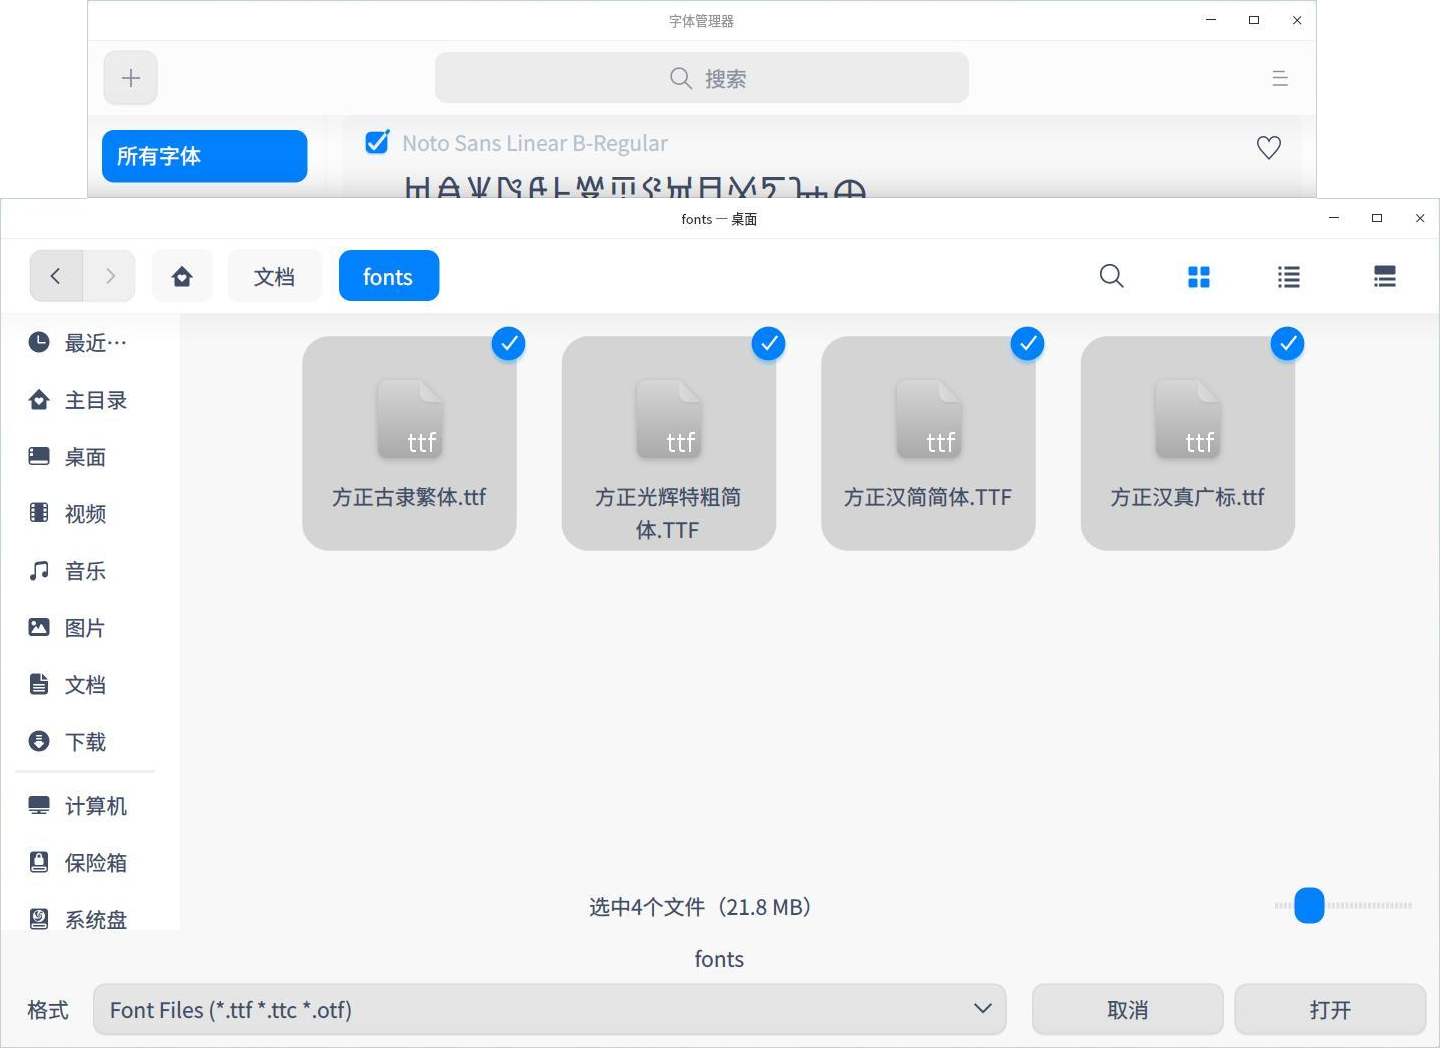 字体管理器
搜索
所有字体
Noto Sans Linear B-Regular
fonts — 桌面
文档
fonts
最近…
主目录
桌面
视频
音乐
图片
文档
下载
计算机
保险箱
系统盘
ttf
ttf
ttf
ttf
方正古隶繁体.ttf
方正光辉特粗简
体.TTF
方正汉简简体.TTF
方正汉真广标.ttf
选中4个文件（21.8 MB）
fonts
格式
Font Files (*.ttf *.ttc *.otf)
取消
打开